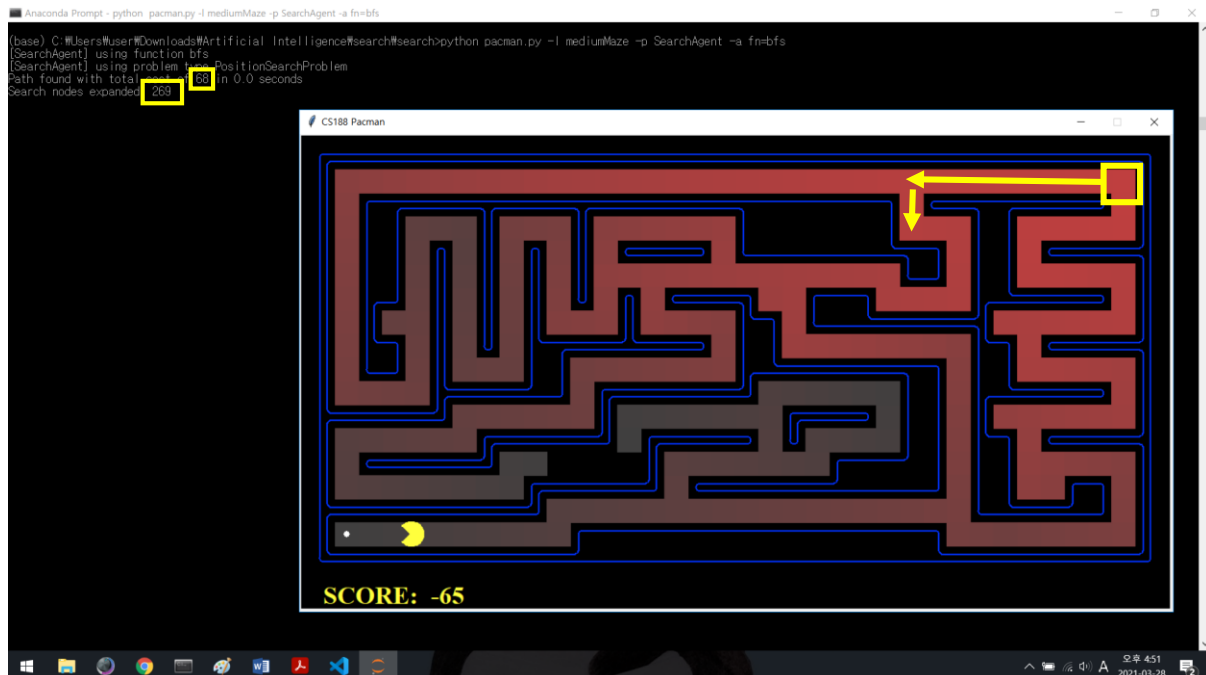 Anaconda Prompt - python pacman.py -l mediumMaze -p SearchAgent -a fn=bfs
(base) C:₩Users₩user₩Downloads₩Artificial Intelligence₩search₩search>python pacman.py -l mediumMaze -p SearchAgent -a fn=bfs
[SearchAgent] using function bfs
[SearchAgent] using problem type PositionSearchProblem
Path found with total cost of 68 in 0.0 seconds
Search nodes expanded: 269
CS188 Pacman
SCORE: -65
A
오후 4:51
2021-03-28
2